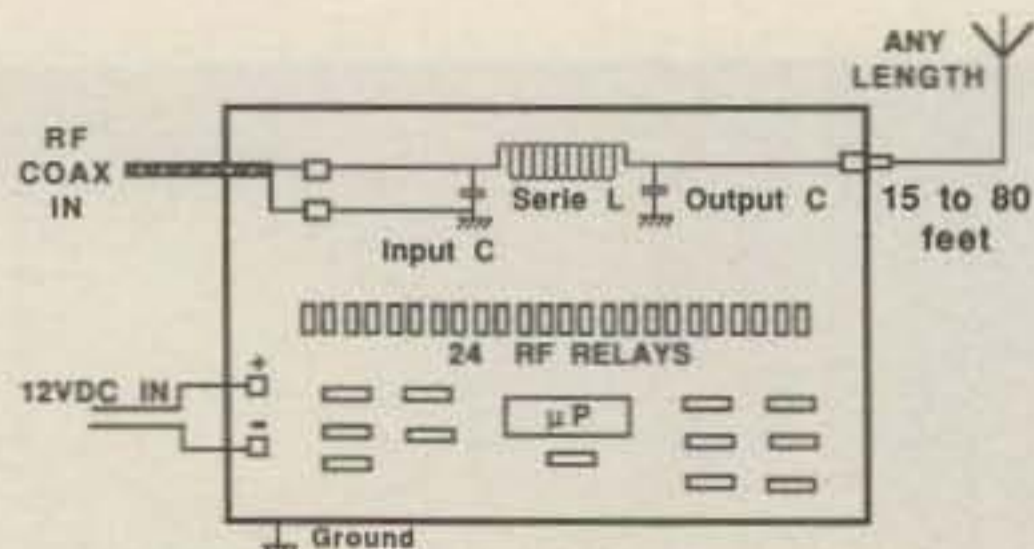 ANY
LENGTH
RF
COAX
IN
Serie L
Output C
15 to 80
feet
Input C
24 RF RELAYS
+
12VDC IN
-
µP
Ground